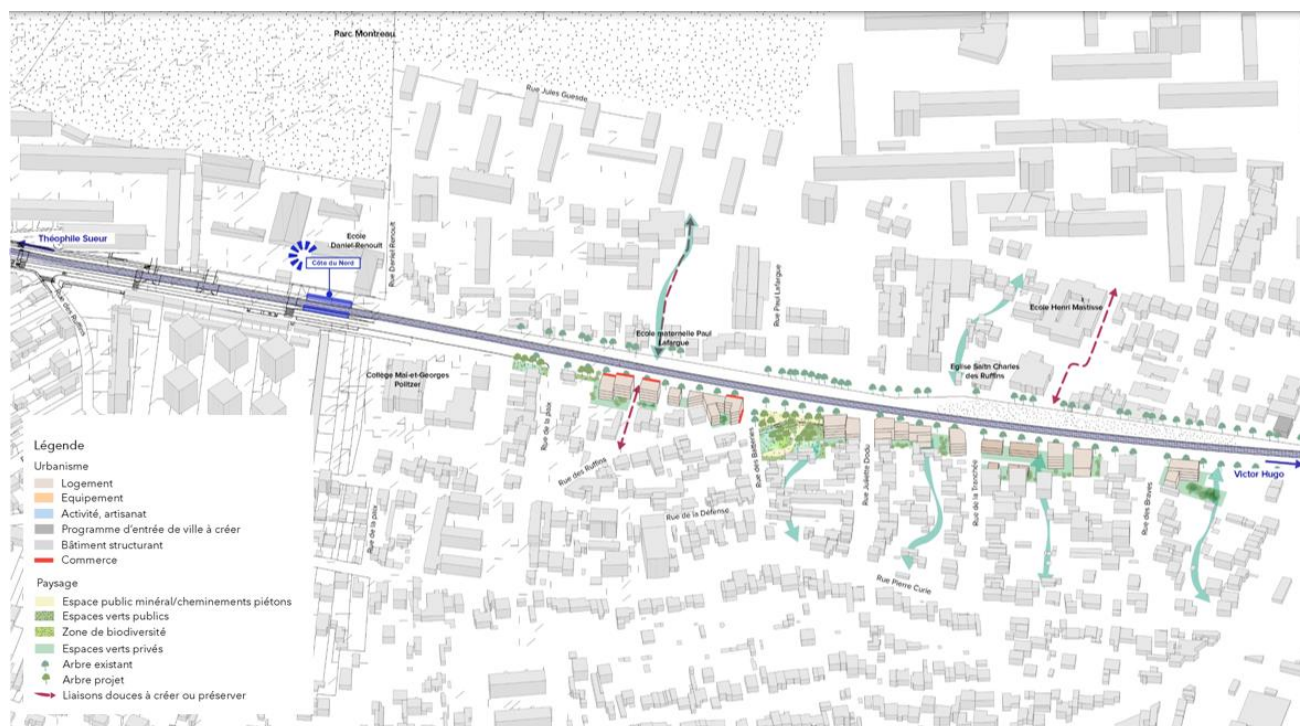 Parc Montreau
Rue Jules Guesde
Théophile Sueur
Ecole
Daniel-Renoult
Rue Daniel Renoult
Côte du Nord
Rue des Ruffins
Ecole maternelle Paul
Lafargue
Rue Paul Lafargue
Ecole Henri Mastisse
Eglise Saitn Charles
des Ruffins
Collège Mai-et-Georges
Politzer
Rue de la paix
Rue des Ruffins
Rue de la paix
Rue de la Défense
Rue des Batteries
Rue Juliette Dodu
Rue de la Tranchée
Rue des Braves
Victor Hugo
Rue Pierre Curie
Légende
Urbanisme
Logement
Equipement
Activité, artisanat
Programme d'entrée de ville à créer
Bâtiment structurant
Commerce
Paysage
Espace public minéral/cheminements piétons
Espaces verts publics
Zone de biodiversité
Espaces verts privés
Arbre existant
Arbre projet
Liaisons douces à créer ou préserver